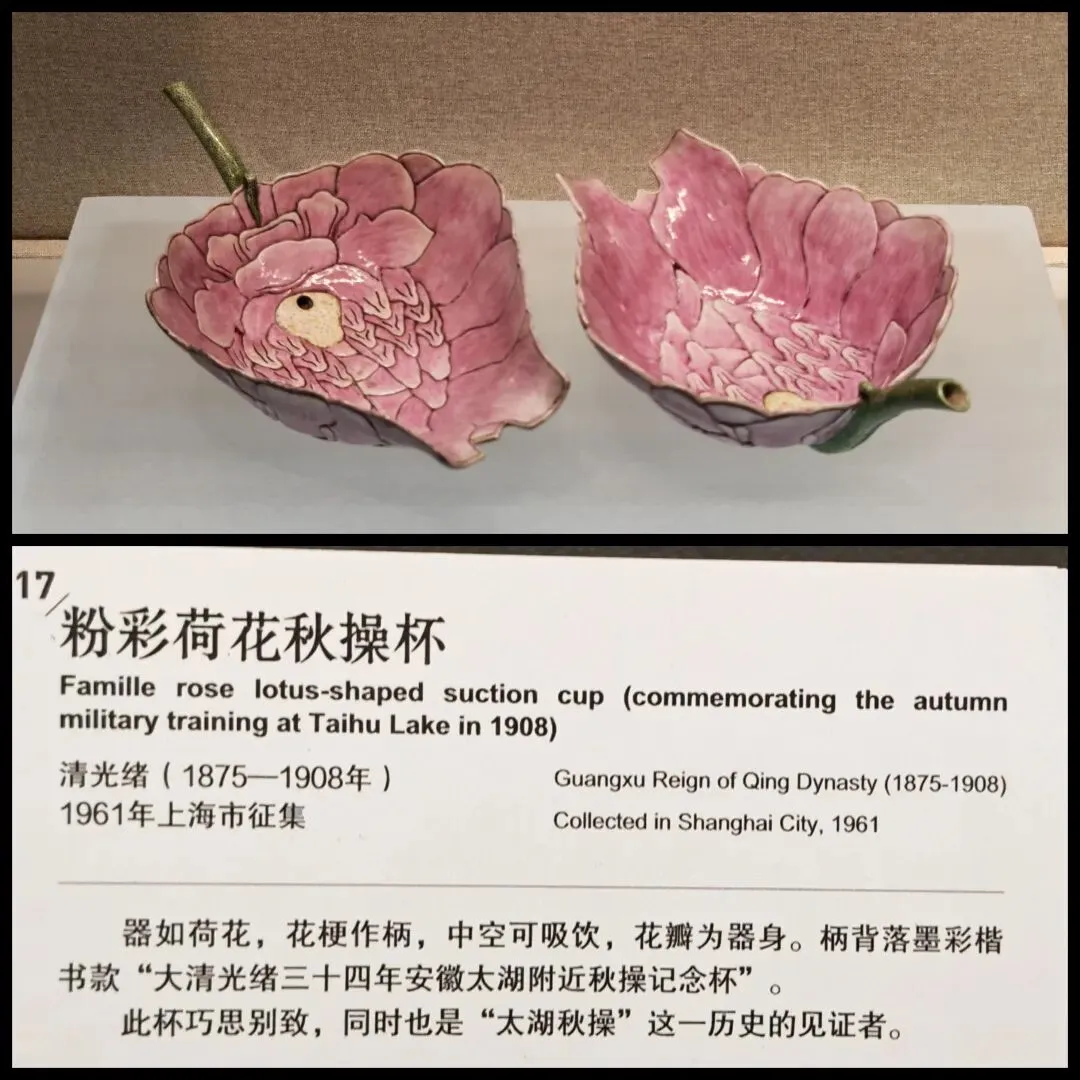 17
粉彩荷花秋操杯
Famille rose lotus-shaped suction cup (commemorating the autumn
military training at Taihu Lake in 1908)
清光绪（1875—1908年）
Guangxu Reign of Qing Dynasty (1875-1908)
1961年上海市征集
Collected in Shanghai City, 1961
器如荷花，花梗作柄，中空可吸饮，花瓣为器身。柄背落墨彩楷
书款“大清光绪三十四年安徽太湖附近秋操记念杯”。
此杯巧思别致，同时也是“太湖秋操”这一历史的见证者。